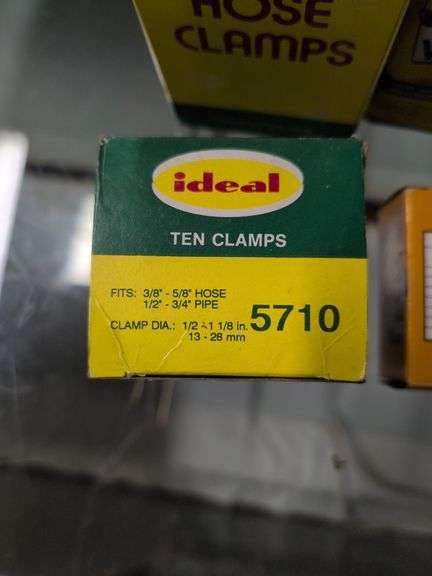 HOSE
CLAMPS
ideal
TEN CLAMPS
FITS: 3/8" - 5/8" HOSE
1/2" - 3/4" PIPE
CLAMP DIA.: 1/2 - 1 1/8 in.
13 - 28 mm
5710